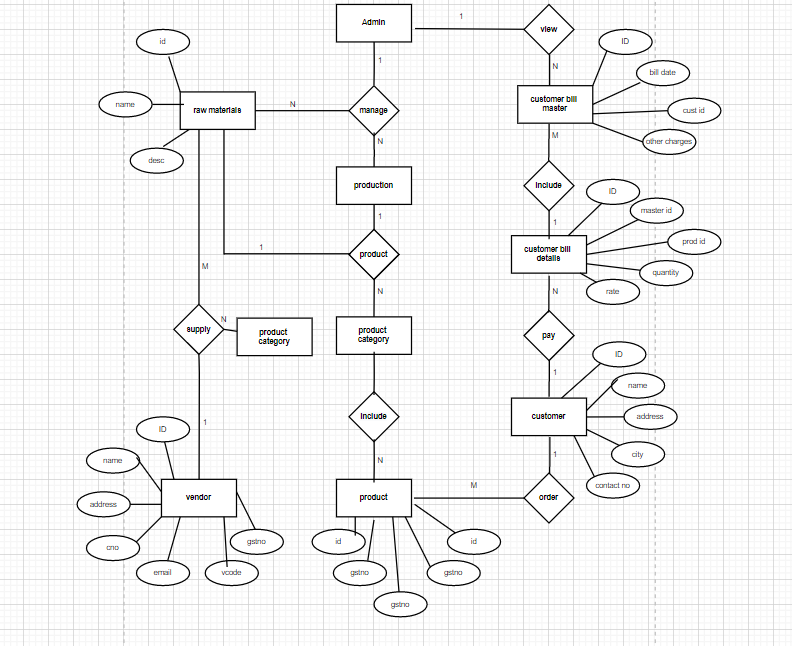 Admin
1
view
id
ID
1
N
bill date
name
raw materials
N
manage
customer bill
master
cust id
other charges
N
M
desc
production
include
ID
1
1
master id
1
product
customer bill
details
prod id
M
quantity
N
N
rate
N
supply
product
category
product
category
pay
ID
1
name
include
customer
address
1
ID
1
city
name
N
vendor
product
M
order
contact no
address
cno
gstno
id
id
email
vcode
gstno
gstno
gstno